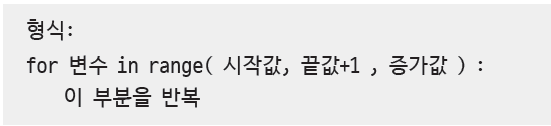 형식:
for 변수 in range( 시작값, 끝값+1 , 증가값 ) :
이 부분을 반복